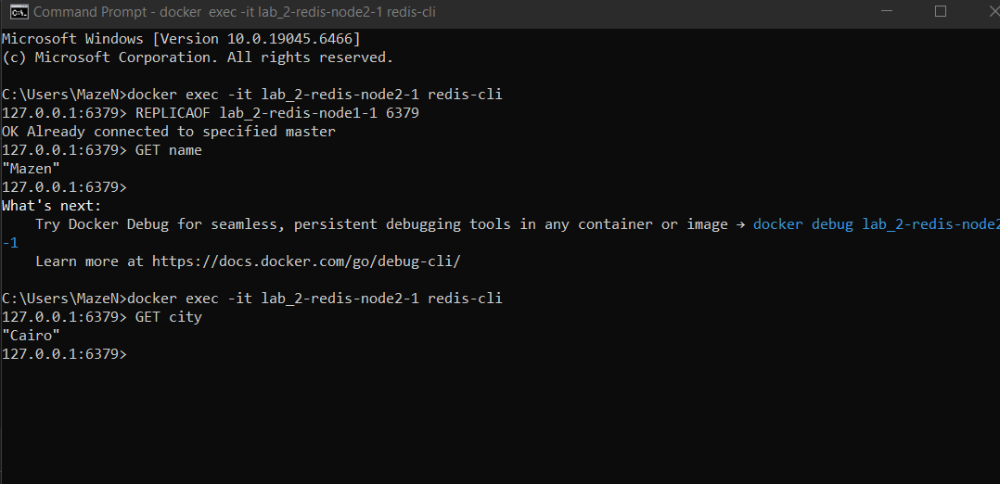 Command Prompt - docker  exec -it lab_2-redis-node2-1 redis-cli
Microsoft Windows [Version 10.0.19045.6466]
(c) Microsoft Corporation. All rights reserved.
C:\Users\MazeN>docker exec -it lab_2-redis-node2-1 redis-cli
127.0.0.1:6379> REPLICAOF lab_2-redis-node1-1 6379
OK Already connected to specified master
127.0.0.1:6379> GET name
"Mazen"
127.0.0.1:6379>
What's next:
    Try Docker Debug for seamless, persistent debugging tools in any container or image → docker debug lab_2-redis-node2
-1
    Learn more at https://docs.docker.com/go/debug-cli/
C:\Users\MazeN>docker exec -it lab_2-redis-node2-1 redis-cli
127.0.0.1:6379> GET city
"Cairo"
127.0.0.1:6379>